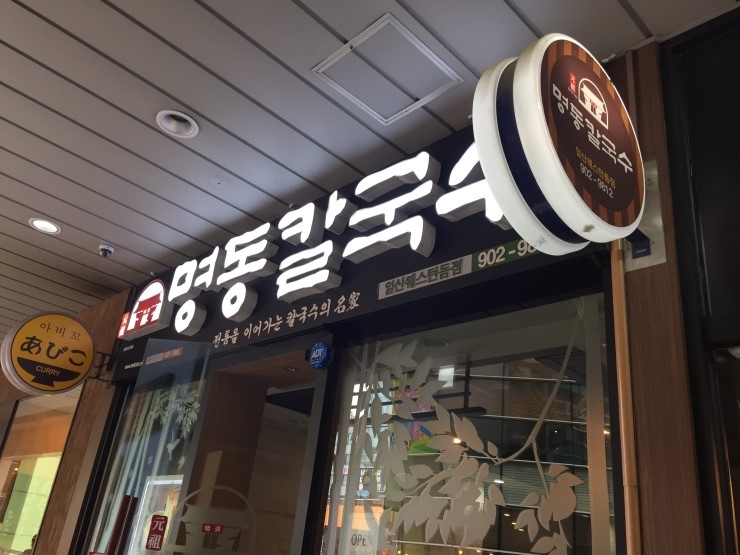 명동칼국수
일산웨스턴돔점
902-9812
명동칼국수
일산웨스턴돔점 902-98
전통을 이어가는 칼국수의 名家
아비꼬
あびこ
CURRY
ADT
元祖
OPE